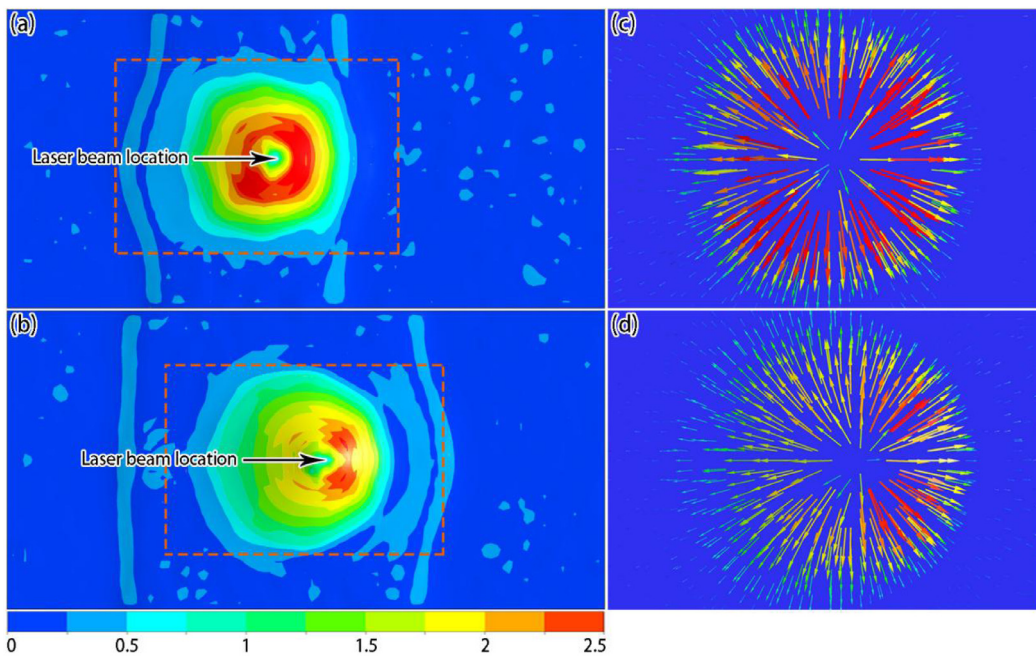 (a)
(c)
Laser beam location
(b)
(d)
Laser beam location
0 0.5 1 1.5 2 2.5